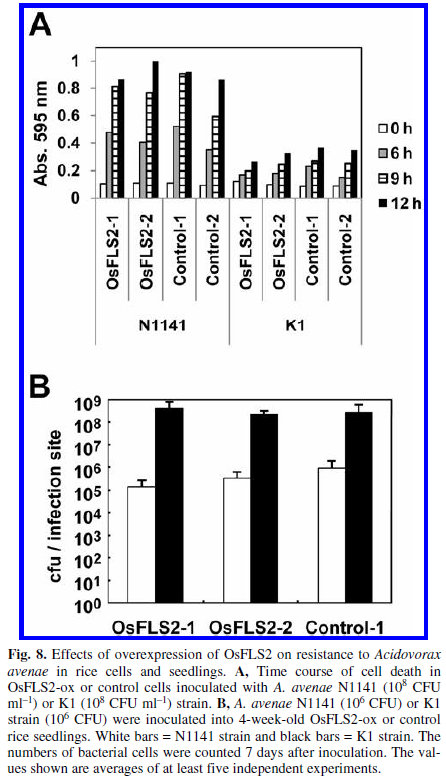 A
Abs. 595 nm
1
0.8
0.6
0.4
0.2
0
0 h
6 h
9 h
12 h
OsFLS2-1
OsFLS2-2
Control-1
Control-2
OsFLS2-1
OsFLS2-2
Control-1
Control-2
N1141
K1
B
cfu / infection site
10⁹
10⁸
10⁷
10⁶
10⁵
10⁴
10³
10²
10¹
10⁰
OsFLS2-1
OsFLS2-2
Control-1
Fig. 8. Effects of overexpression of OsFLS2 on resistance to Acidovorax
avenae in rice cells and seedlings. A, Time course of cell death in
OsFLS2-ox or control cells inoculated with A. avenae N1141 (10⁸ CFU
ml⁻¹) or K1 (10⁸ CFU ml⁻¹) strain. B, A. avenae N1141 (10⁶ CFU) or K1
strain (10⁶ CFU) were inoculated into 4-week-old OsFLS2-ox or control
rice seedlings. White bars = N1141 strain and black bars = K1 strain. The
numbers of bacterial cells were counted 7 days after inoculation. The val-
ues shown are averages of at least five independent experiments.